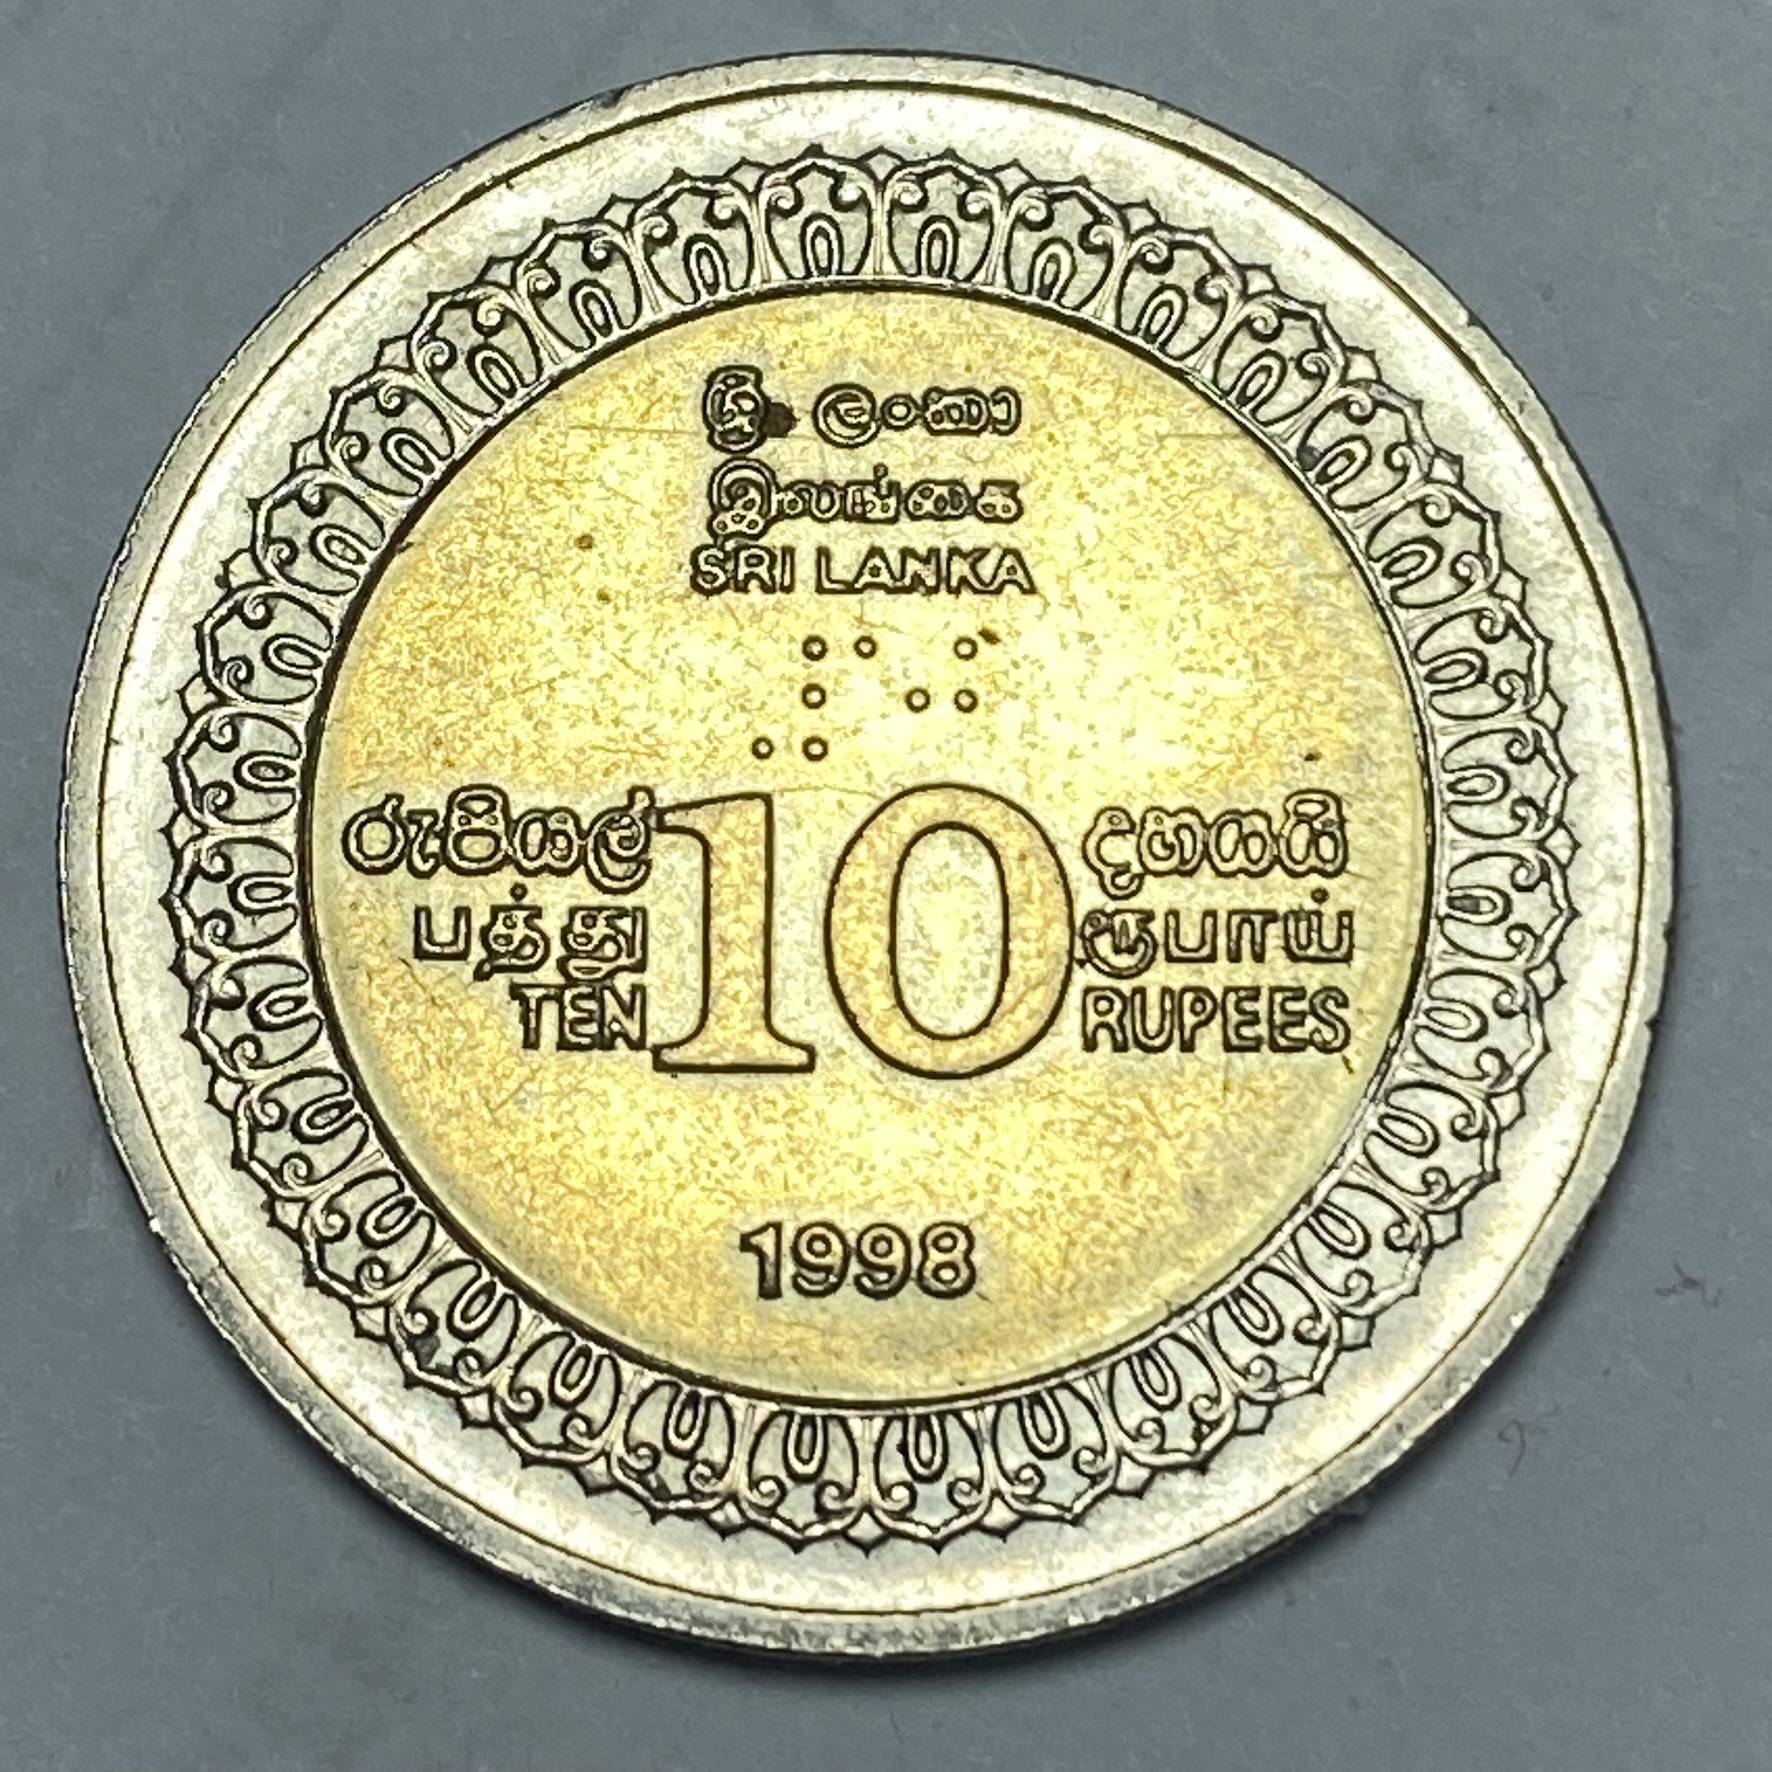 ශ්‍රී ලංකා
இலங்கை
SRI LANKA
⠼⠁⠚
රුපියල් 10 දහයයි
பத்து ரூபாய்
TEN RUPEES
1998